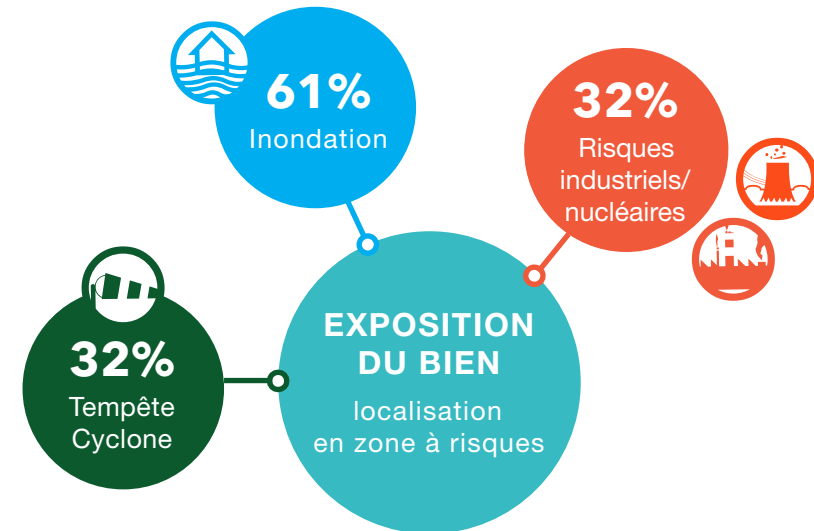 61%
Inondation
32%
Risques
industriels/
nucléaires
EXPOSITION
DU BIEN
localisation
en zone à risques
32%
Tempête
Cyclone